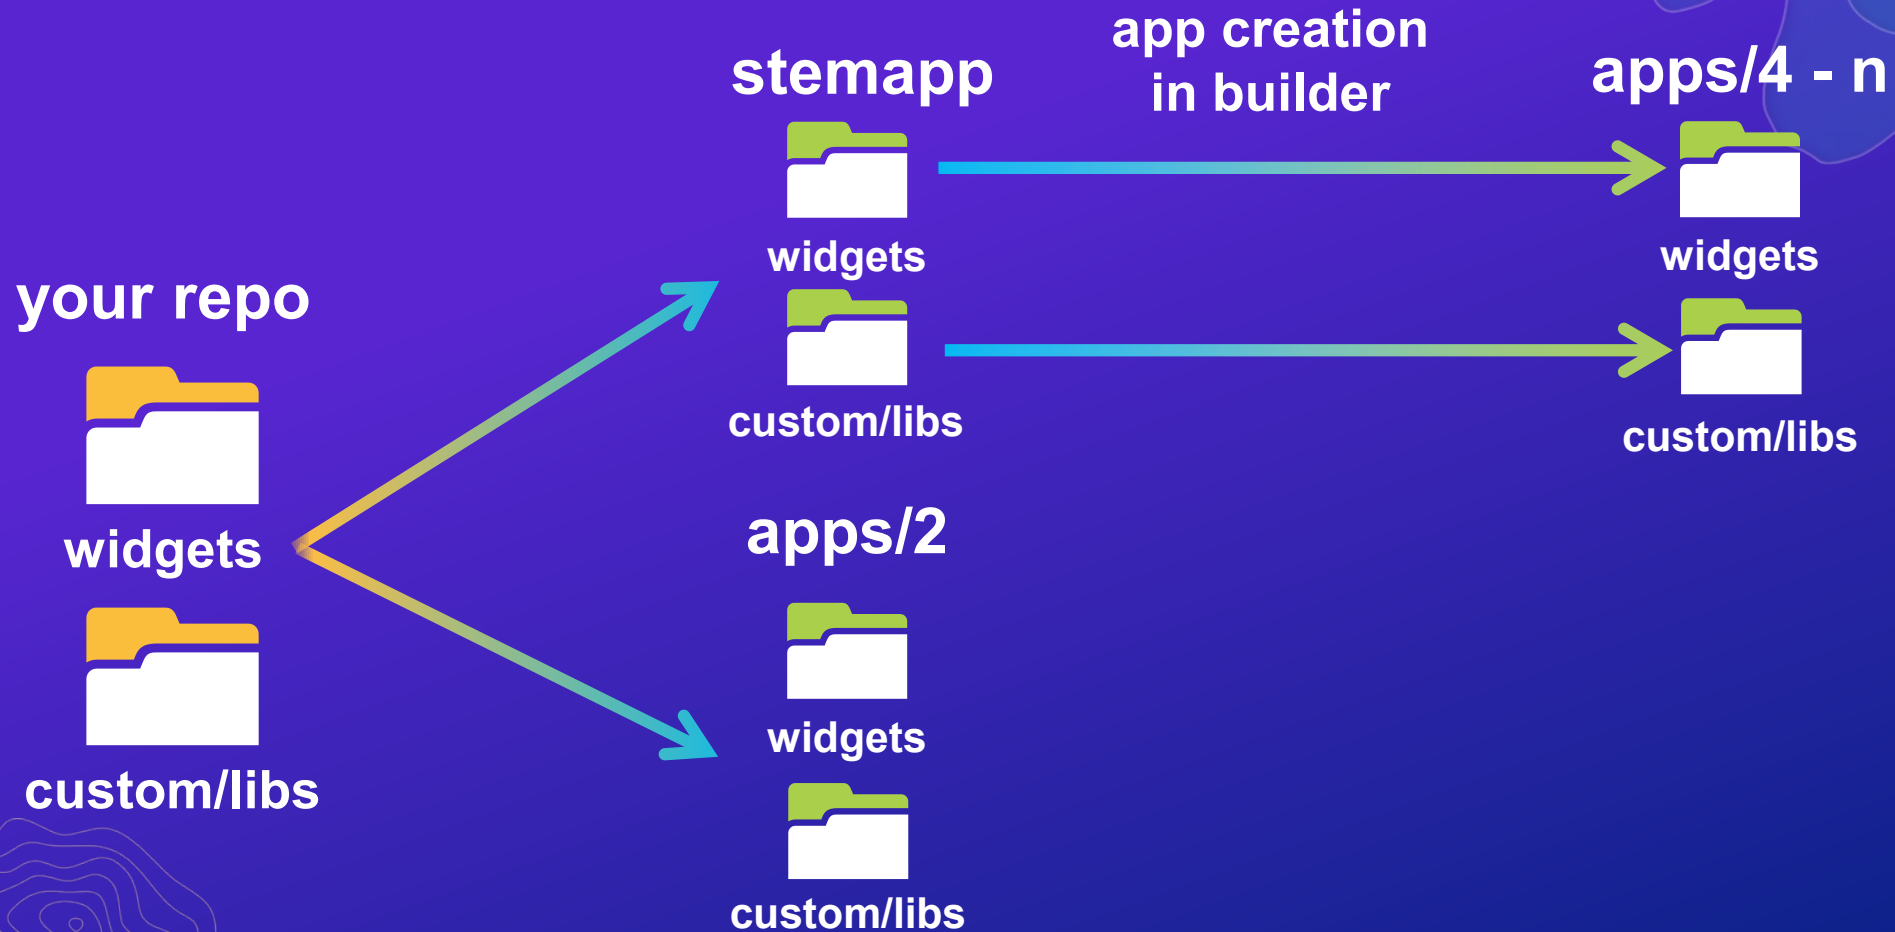 your repo
widgets
custom/libs
stemapp
widgets
custom/libs
apps/2
widgets
custom/libs
app creation
in builder
apps/4 - n
widgets
custom/libs